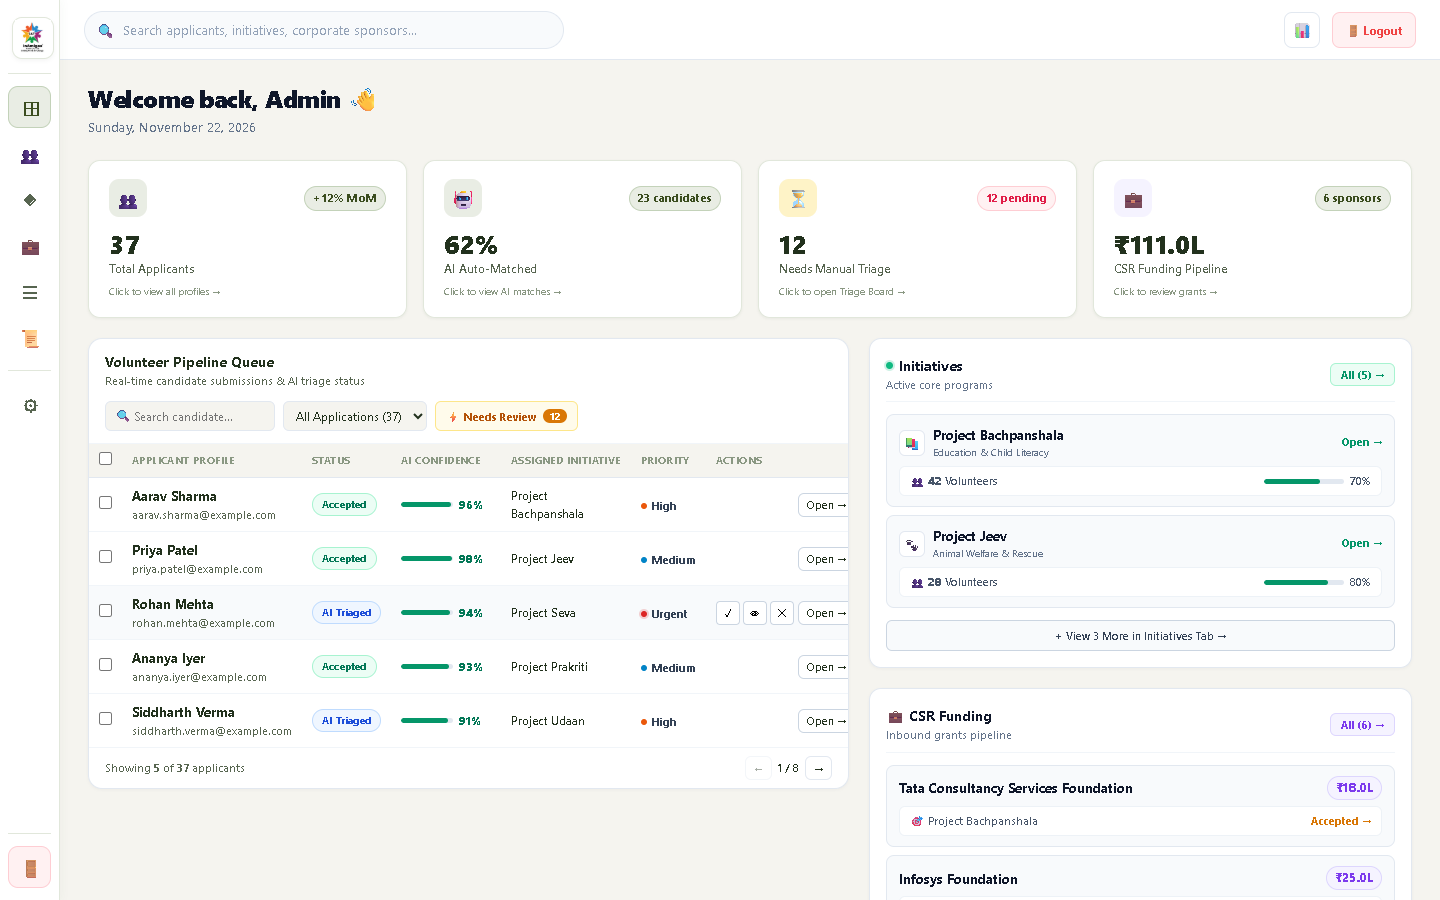 Search applicants, initiatives, corporate sponsors...
Logout
Welcome back, Admin
Sunday, November 22, 2026
+12% MoM
37
Total Applicants
Click to view all profiles →
23 candidates
62%
AI Auto-Matched
Click to view AI matches →
12 pending
12
Needs Manual Triage
Click to open Triage Board →
6 sponsors
₹111.0L
CSR Funding Pipeline
Click to review grants →
Volunteer Pipeline Queue
Real-time candidate submissions & AI triage status
Search candidate...
All Applications (37)
Needs Review 12
APPLICANT PROFILE STATUS AI CONFIDENCE ASSIGNED INITIATIVE PRIORITY ACTIONS
Aarav Sharma
aarav.sharma@example.com
Accepted
96%
Project
Bachpanshala
High
Open →
Priya Patel
priya.patel@example.com
Accepted
98%
Project Jeev
Medium
Open →
Rohan Mehta
rohan.mehta@example.com
AI Triaged
94%
Project Seva
Urgent
Open →
Ananya Iyer
ananya.iyer@example.com
Accepted
93%
Project Prakriti
Medium
Open →
Siddharth Verma
siddharth.verma@example.com
AI Triaged
91%
Project Udaan
High
Open →
Showing 5 of 37 applicants
← 1 / 8 →
Initiatives
Active core programs
All (5) →
Project Bachpanshala
Education & Child Literacy
Open →
42 Volunteers
70%
Project Jeev
Animal Welfare & Rescue
Open →
28 Volunteers
80%
+ View 3 More in Initiatives Tab →
CSR Funding
Inbound grants pipeline
All (6) →
Tata Consultancy Services Foundation
₹18.0L
Project Bachpanshala
Accepted →
Infosys Foundation
₹25.0L